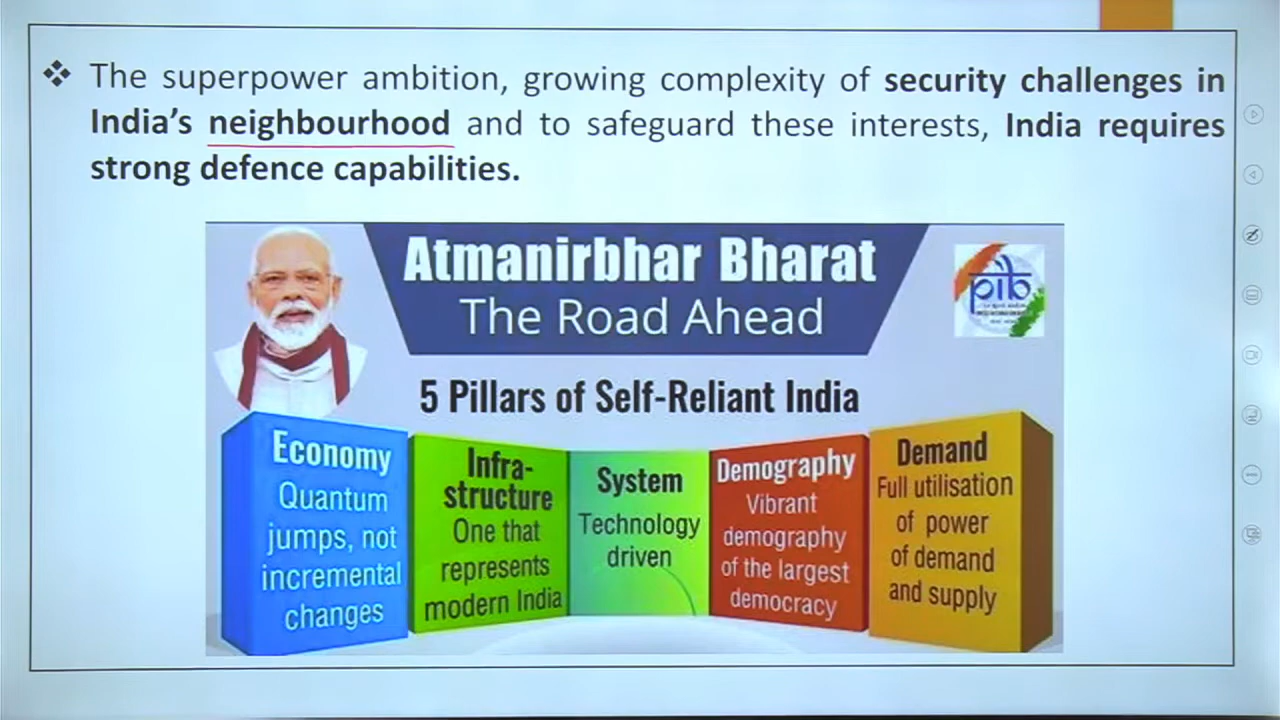 The superpower ambition, growing complexity of security challenges in
India's neighbourhood and to safeguard these interests, India requires
strong defence capabilities.
Atmanirbhar Bharat
The Road Ahead
pib
5 Pillars of Self-Reliant India
Economy
Quantum
jumps, not
incremental
changes
Infra-
structure
One that
represents
modern India
System
Technology
driven
Demography
Vibrant
demography
of the largest
democracy
Demand
Full utilisation
of power
of demand
and supply